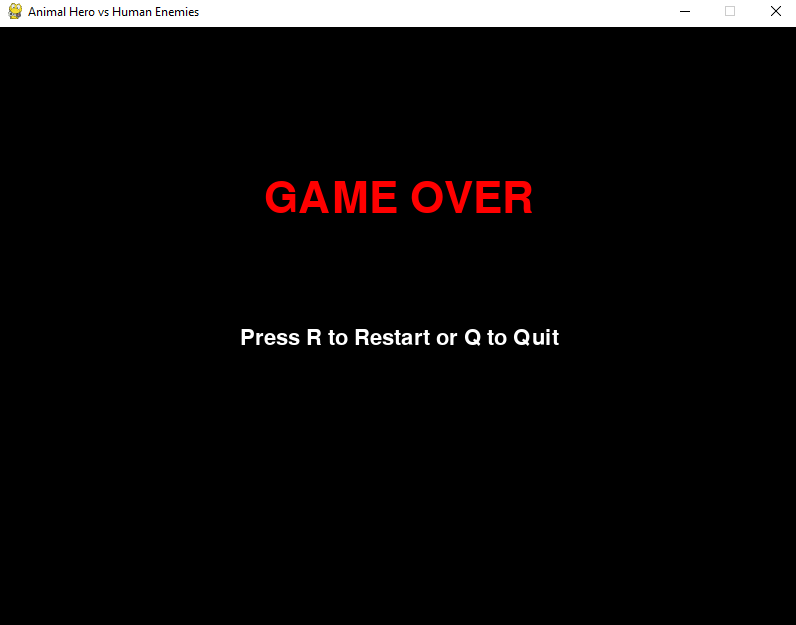 Animal Hero vs Human Enemies
GAME OVER
Press R to Restart or Q to Quit